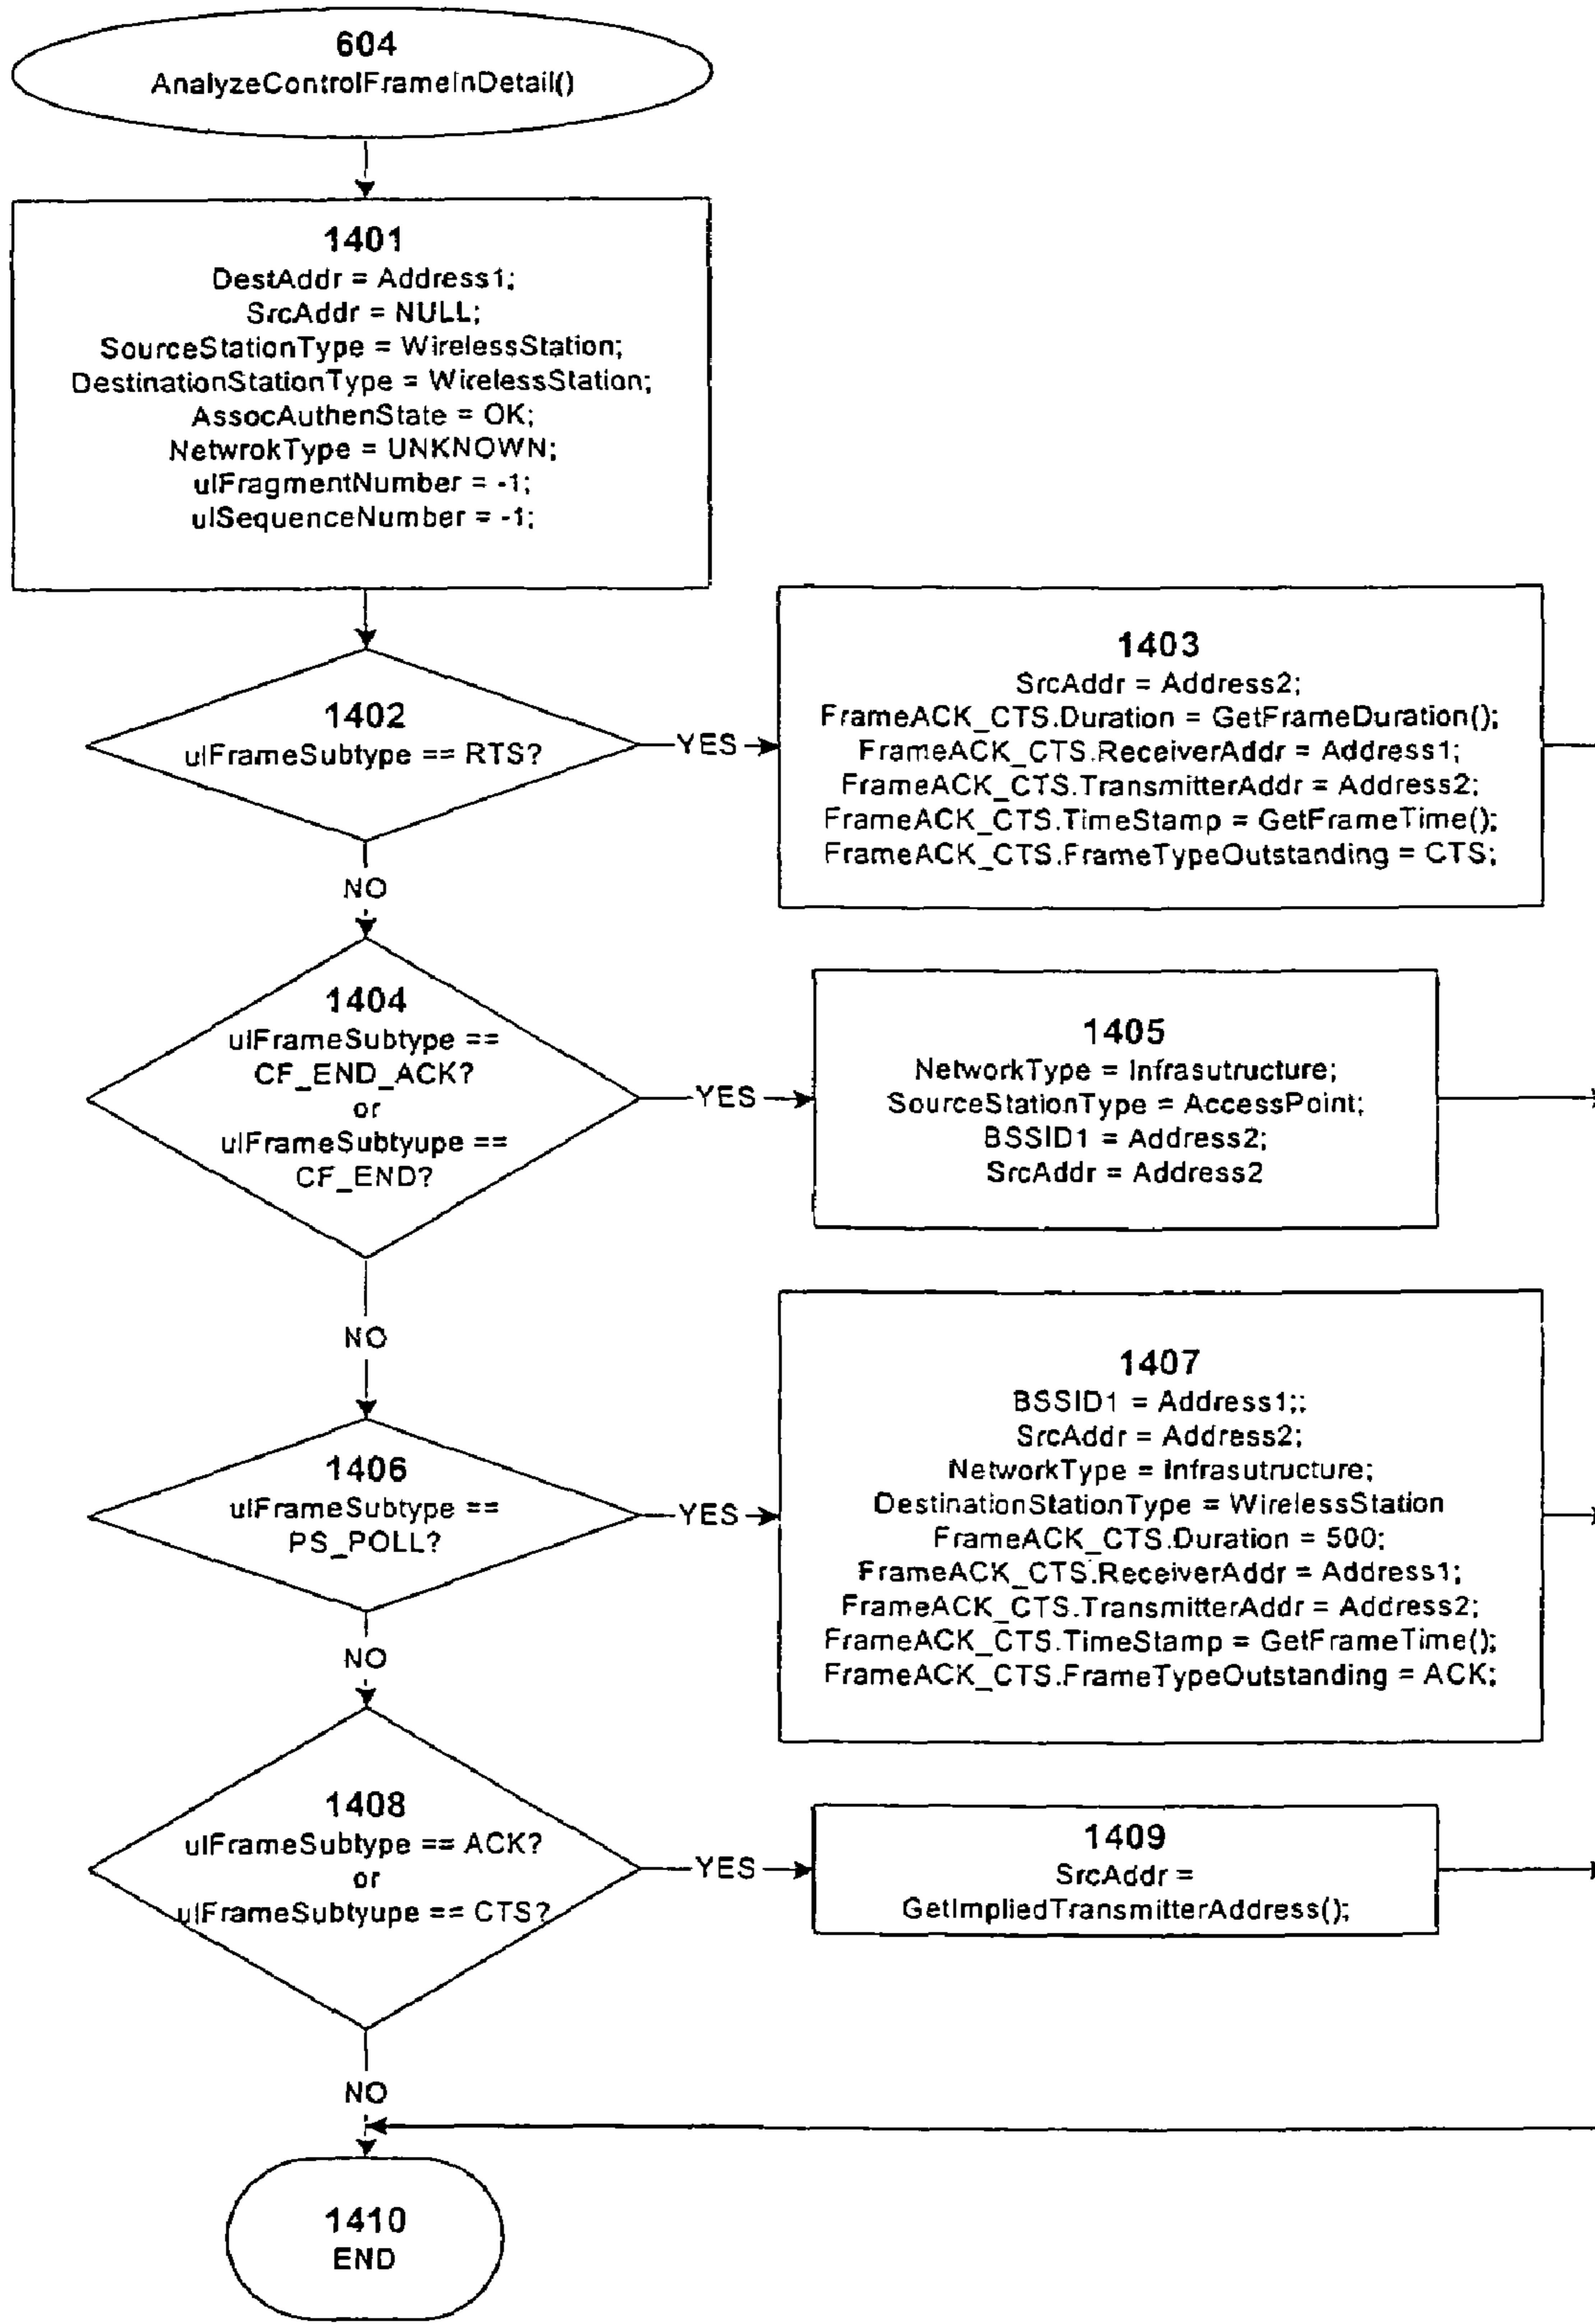 604
AnalyzeControlFrameInDetail()
1401
DestAddr = Address1;
SrcAddr = NULL;
SourceStationType = WirelessStation;
DestinationStationType = WirelessStation;
AssocAuthenState = OK;
NetwrokType = UNKNOWN;
ulFragmentNumber = -1;
ulSequenceNumber = -1;
1402
ulFrameSubtype == RTS?
YES
1403
SrcAddr = Address2;
FrameACK_CTS.Duration = GetFrameDuration();
FrameACK_CTS.ReceiverAddr = Address1;
FrameACK_CTS.TransmitterAddr = Address2;
FrameACK_CTS.TimeStamp = GetFrameTime();
FrameACK_CTS.FrameTypeOutstanding = CTS;
NO
1404
ulFrameSubtype ==
CF_END_ACK?
or
ulFrameSubtyupe ==
CF_END?
YES
1405
NetworkType = Infrasutructure;
SourceStationType = AccessPoint;
BSSID1 = Address2;
SrcAddr = Address2
NO
1406
ulFrameSubtype ==
PS_POLL?
YES
1407
BSSID1 = Address1;;
SrcAddr = Address2;
NetworkType = Infrasutructure;
DestinationStationType = WirelessStation
FrameACK_CTS.Duration = 500;
FrameACK_CTS.ReceiverAddr = Address1;
FrameACK_CTS.TransmitterAddr = Address2;
FrameACK_CTS.TimeStamp = GetFrameTime();
FrameACK_CTS.FrameTypeOutstanding = ACK;
NO
1408
ulFrameSubtype == ACK?
or
ulFrameSubtyupe == CTS?
YES
1409
SrcAddr =
GetImpliedTransmitterAddress();
NO
1410
END